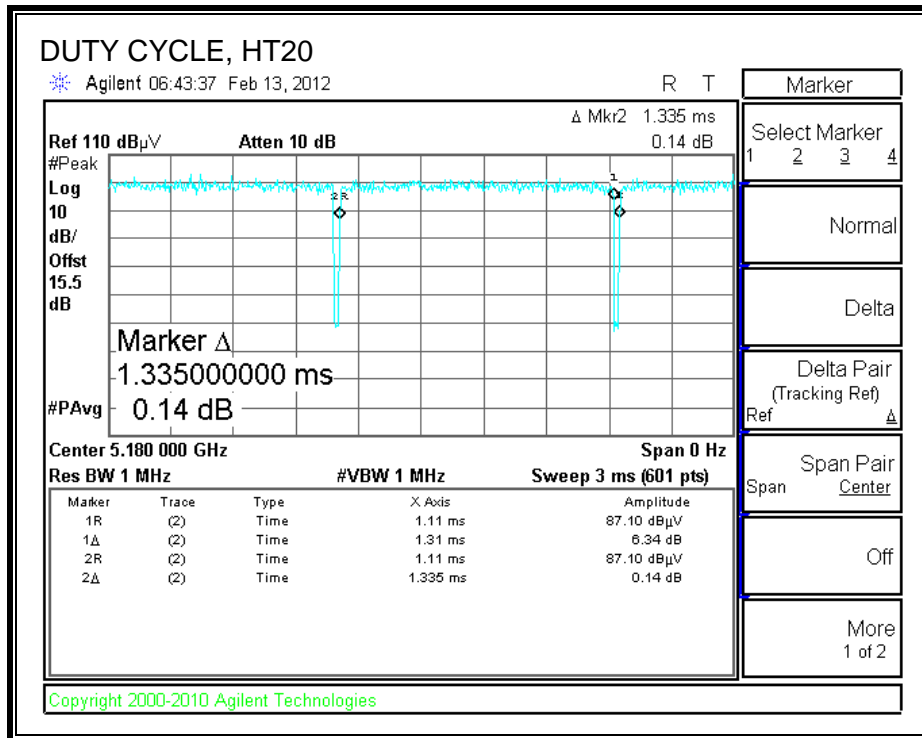 DUTY CYCLE, HT20
Agilent 06:43:37 Feb 13, 2012
R T
Δ Mkr2 1.335 ms
Ref 110 dBµV Atten 10 dB 0.14 dB
#Peak
Log
10
dB/
Offst
15.5
dB
2R
1
Marker Δ
1.335000000 ms
0.14 dB
#PAvg
Center 5.180 000 GHz Span 0 Hz
Res BW 1 MHz #VBW 1 MHz Sweep 3 ms (601 pts)
Marker Trace Type X Axis Amplitude
1R (2) Time 1.11 ms 87.10 dBµV
1Δ (2) Time 1.31 ms 6.34 dB
2R (2) Time 1.11 ms 87.10 dBµV
2Δ (2) Time 1.335 ms 0.14 dB
Marker
Select Marker
1 2 3 4
Normal
Delta
Delta Pair
(Tracking Ref)
Ref Δ
Span Pair
Span Center
Off
More
1 of 2
Copyright 2000-2010 Agilent Technologies